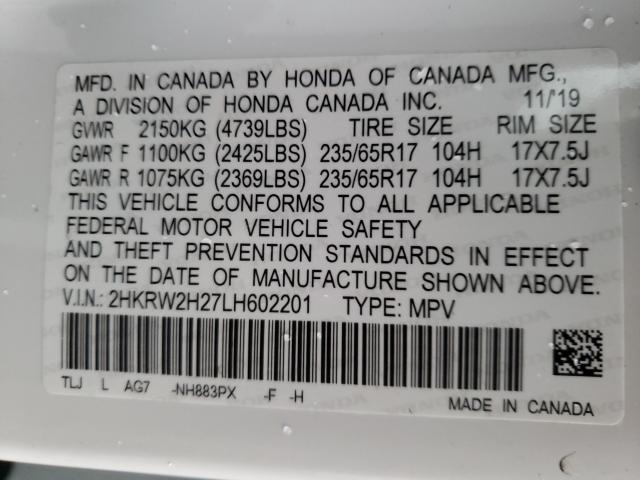 MFD. IN CANADA BY HONDA OF CANADA MFG.,
A DIVISION OF HONDA CANADA INC. 11/'19
GVWR 2150KG (4739LBS) TIRE SIZE RIM SIZE
GAWR F 1100KG (2425LBS) 235/65R17 104H 17X7.5J
GAWR R 1075KG (2369LBS) 235/65R17 104H 17X7.5J
THIS VEHICLE CONFORMS TO ALL APPLICABLE
FEDERAL MOTOR VEHICLE SAFETY
AND THEFT PREVENTION STANDARDS IN EFFECT
ON THE DATE OF MANUFACTURE SHOWN ABOVE.
V.I.N.: 2HKRW2H27LH602201 TYPE: MPV
TLJ L AG7 -NH883PX -F -H
MADE IN CANADA